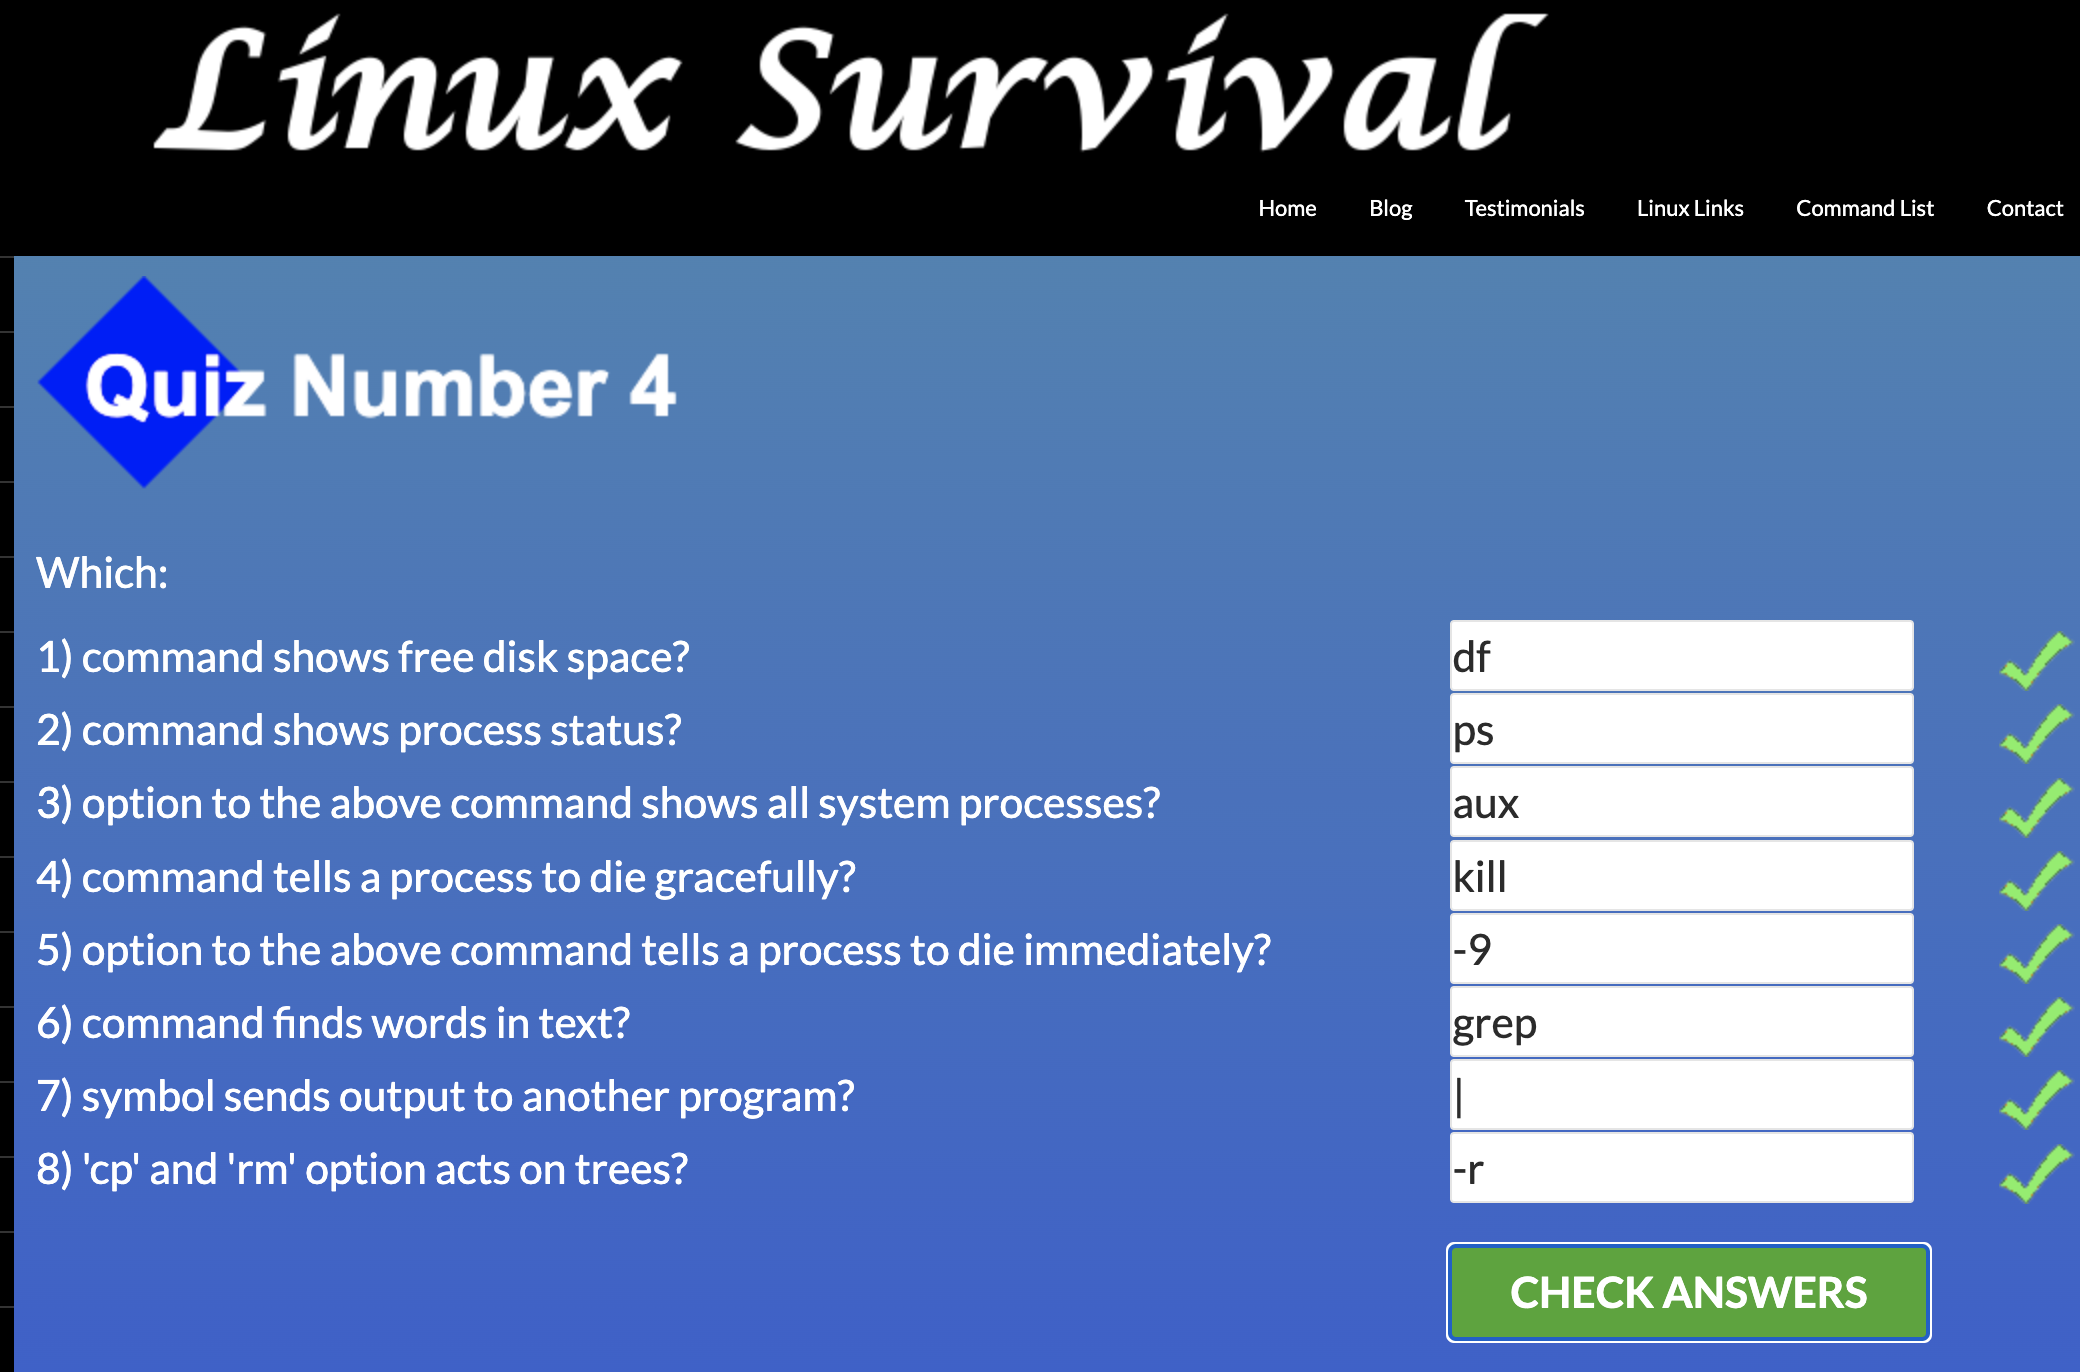 Linux Survival
Home Blog Testimonials Linux Links Command List Contact
Quiz Number 4
Which:
1) command shows free disk space? df
2) command shows process status? ps
3) option to the above command shows all system processes? aux
4) command tells a process to die gracefully? kill
5) option to the above command tells a process to die immediately? -9
6) command finds words in text? grep
7) symbol sends output to another program? |
8) 'cp' and 'rm' option acts on trees? -r
CHECK ANSWERS